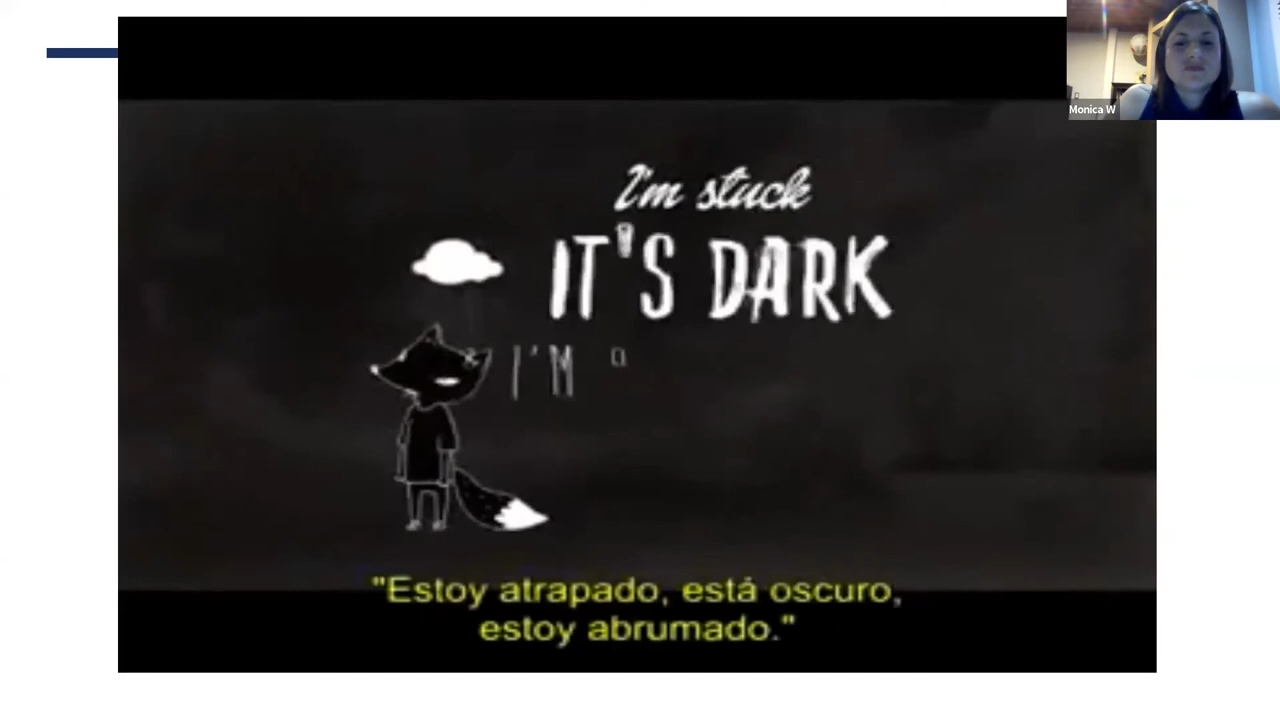 Monica W
I'm stuck
IT'S DARK
I'M
"Estoy atrapado, está oscuro,
estoy abrumado."